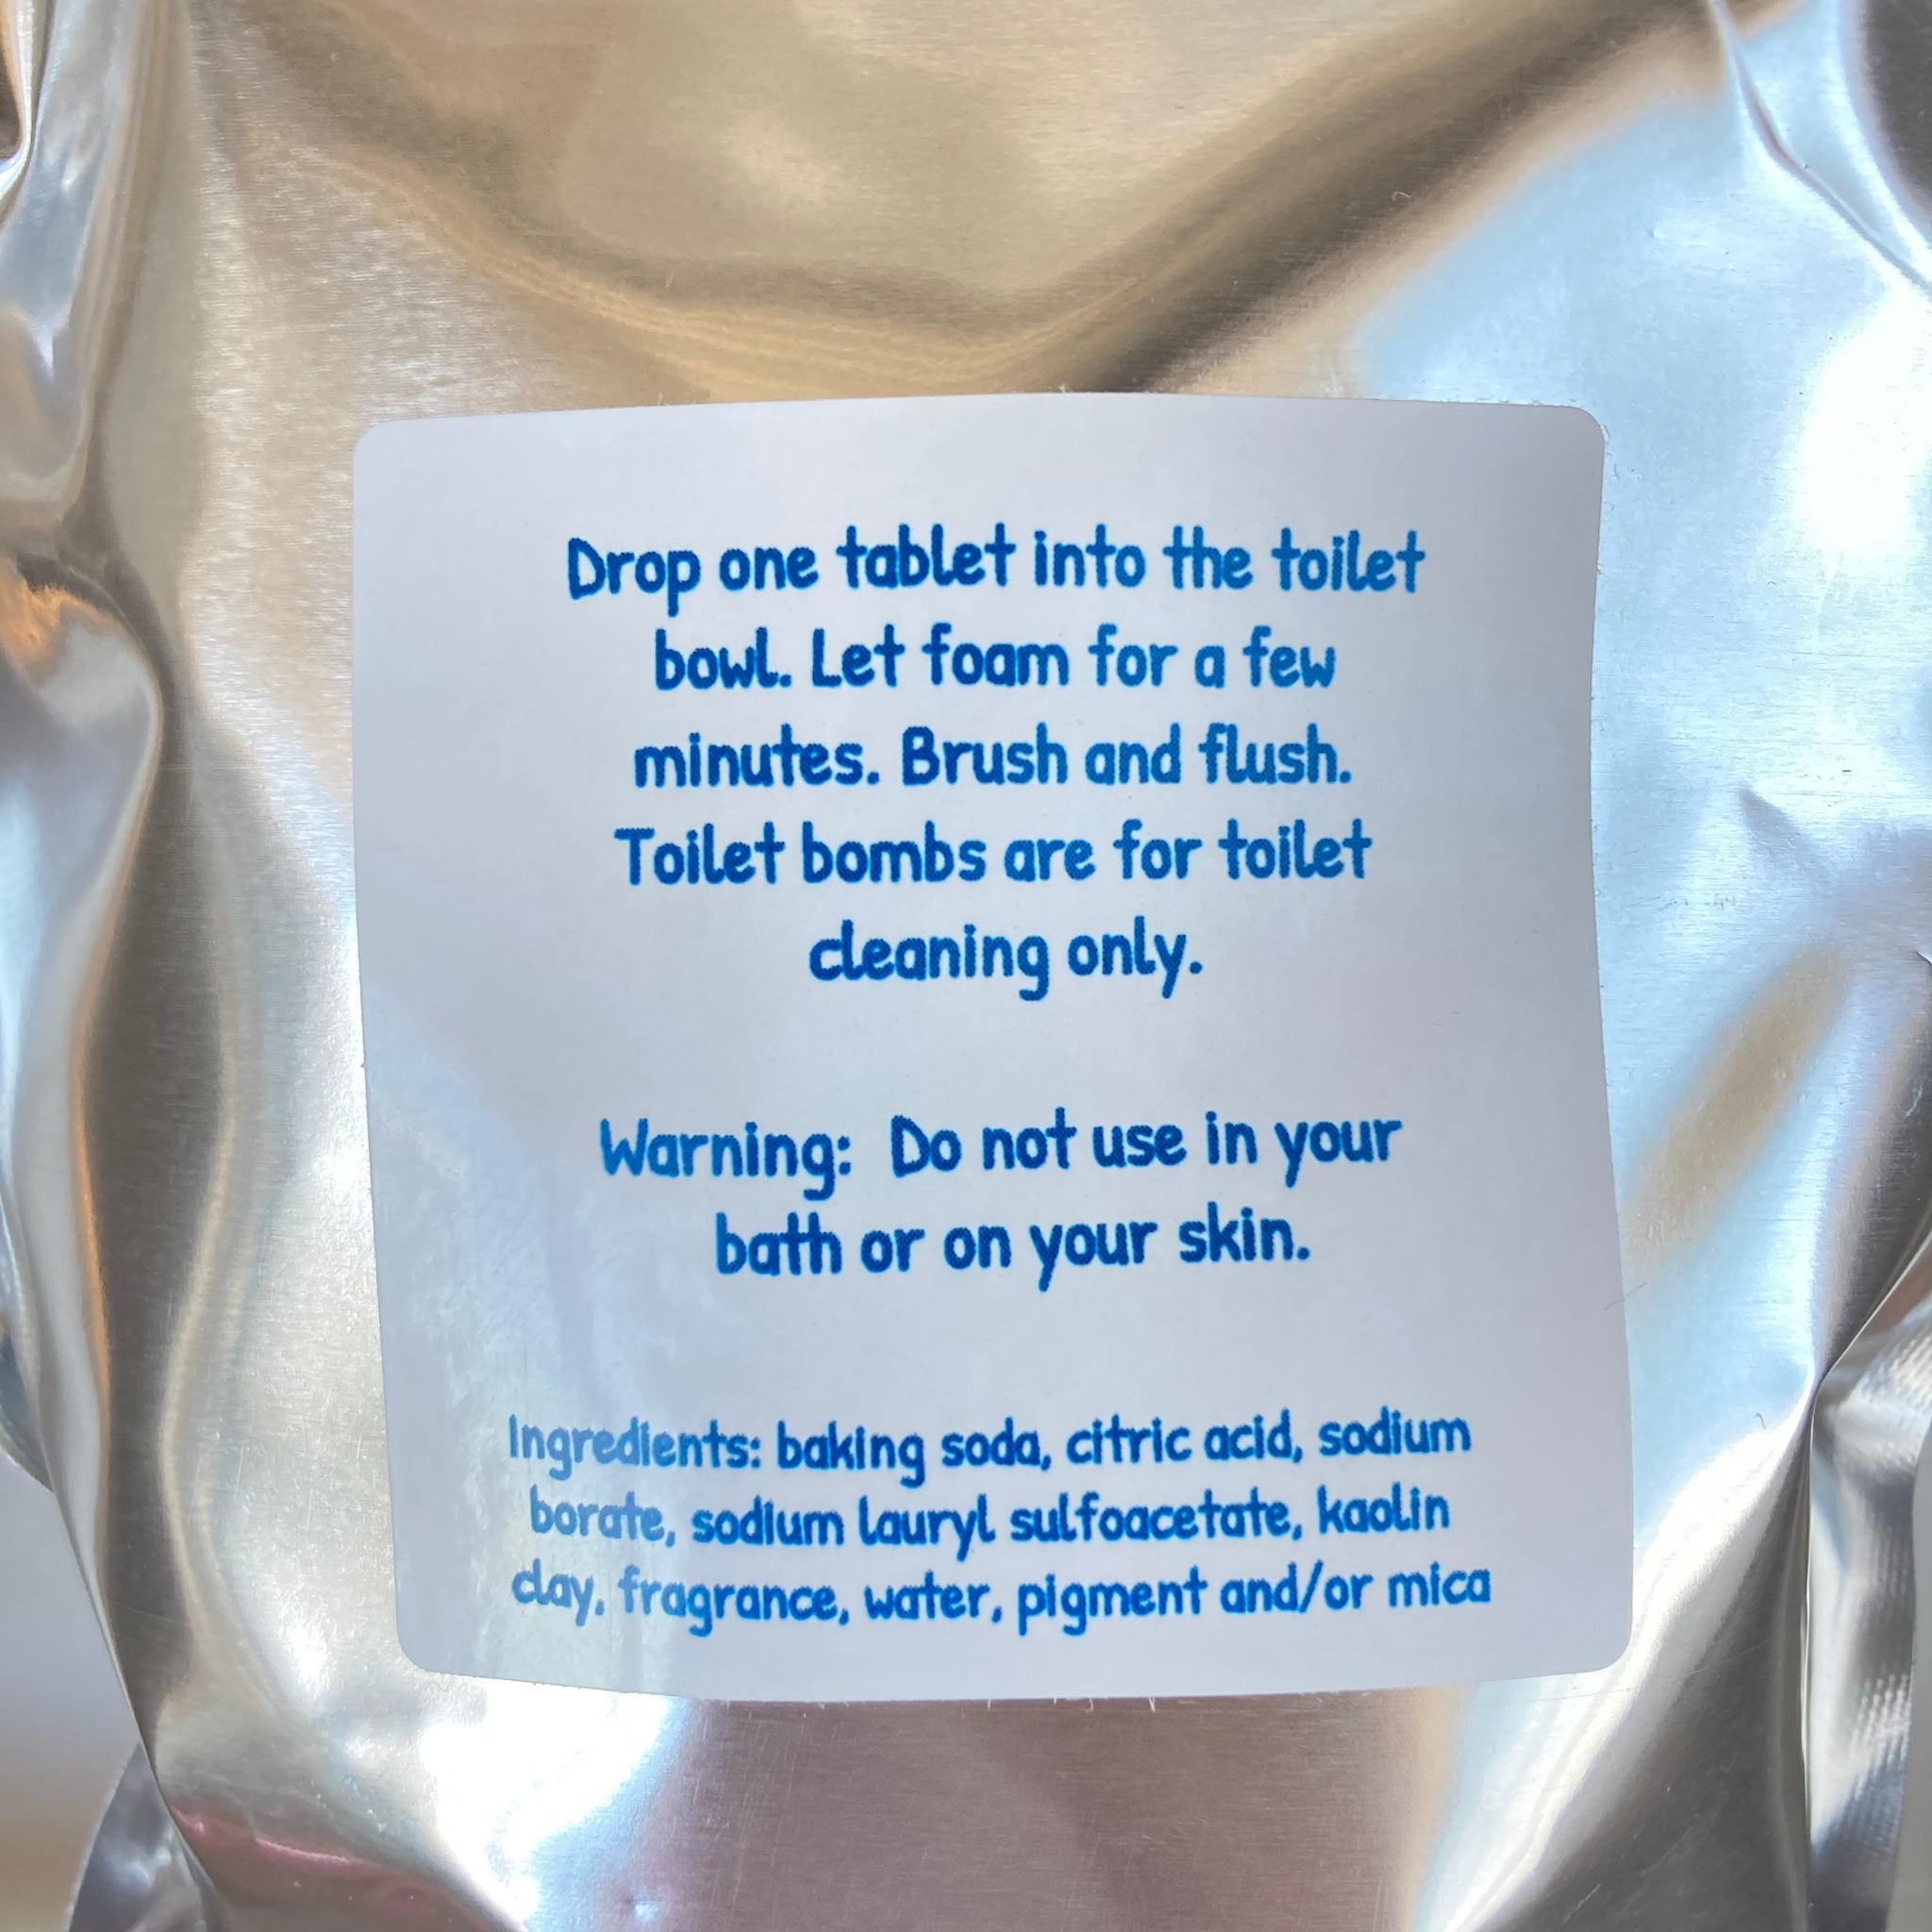 Drop one tablet into the toilet
bowl. Let foam for a few
minutes. Brush and flush.
Toilet bombs are for toilet
cleaning only.
Warning: Do not use in your
bath or on your skin.
Ingredients: baking soda, citric acid, sodium
borate, sodium lauryl sulfoacetate, kaolin
clay, fragrance, water, pigment and/or mica